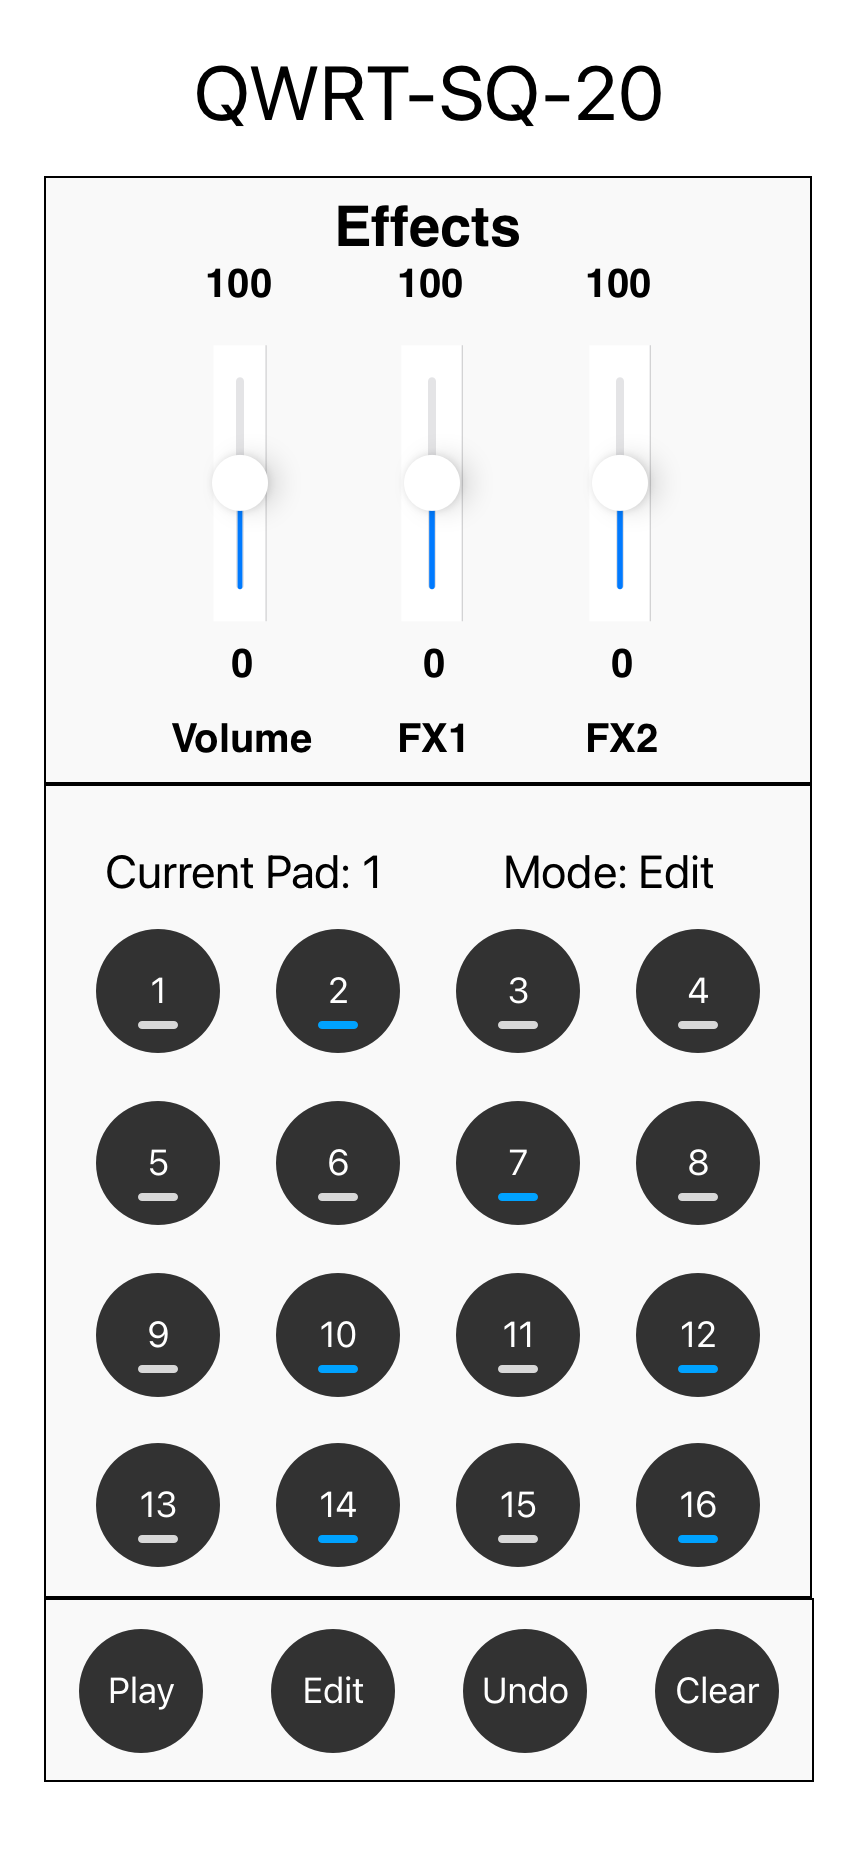 QWRT-SQ-20
Effects
100 100 100
0 0 0
Volume FX1 FX2
Current Pad: 1 Mode: Edit
1 2 3 4
5 6 7 8
9 10 11 12
13 14 15 16
Play Edit Undo Clear